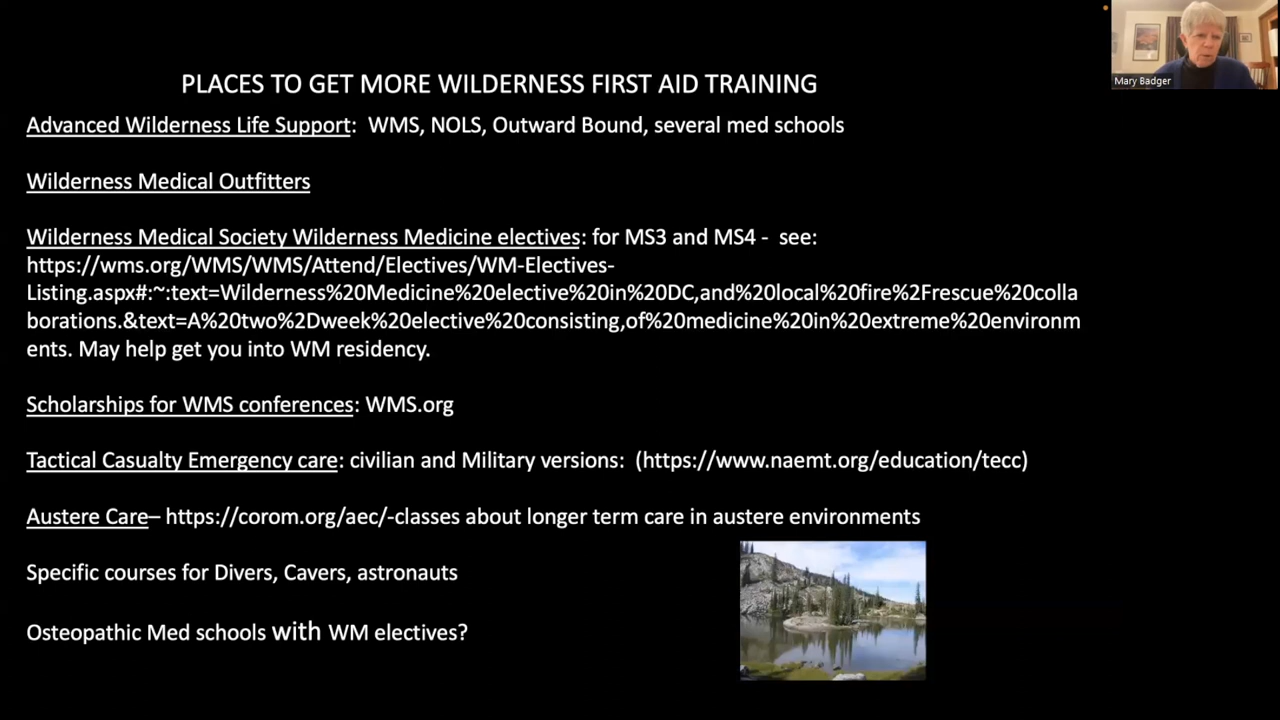 PLACES TO GET MORE WILDERNESS FIRST AID TRAINING
Mary Badger
Advanced Wilderness Life Support:  WMS, NOLS, Outward Bound, several med schools
Wilderness Medical Outfitters
Wilderness Medical Society Wilderness Medicine electives: for MS3 and MS4 -  see:
https://wms.org/WMS/WMS/Attend/Electives/WM-Electives-
Listing.aspx#:~:text=Wilderness%20Medicine%20elective%20in%20DC,and%20local%20fire%2Frescue%20colla
borations.&text=A%20two%2Dweek%20elective%20consisting,of%20medicine%20in%20extreme%20environm
ents. May help get you into WM residency.
Scholarships for WMS conferences: WMS.org
Tactical Casualty Emergency care: civilian and Military versions:  (https://www.naemt.org/education/tecc)
Austere Care– https://corom.org/aec/-classes about longer term care in austere environments
Specific courses for Divers, Cavers, astronauts
Osteopathic Med schools with WM electives?